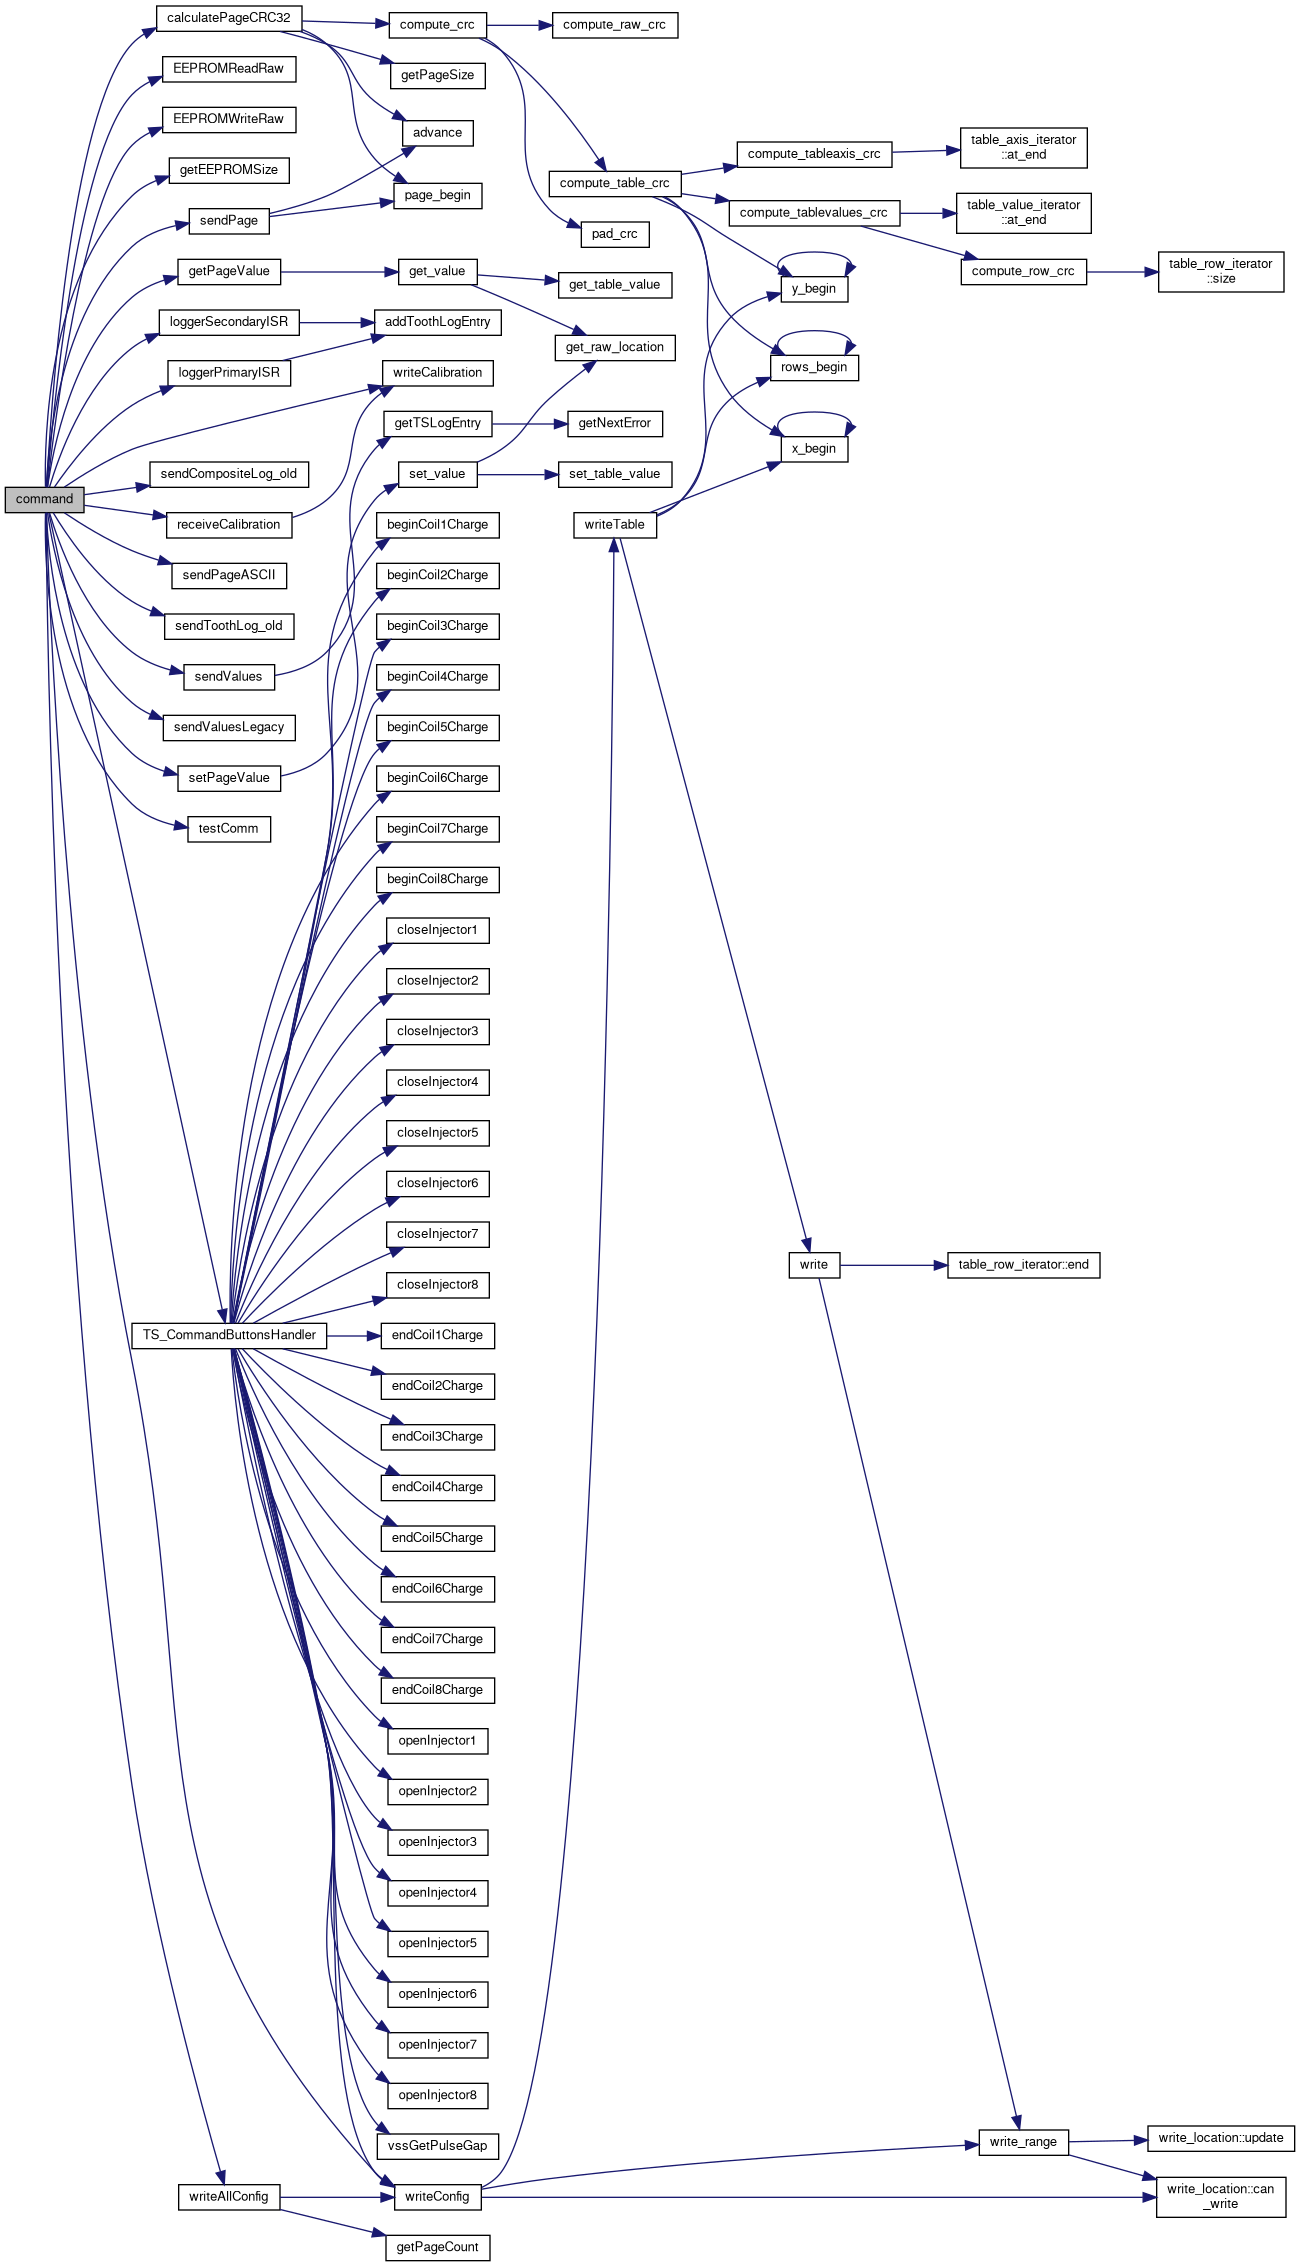 command
calculatePageCRC32
EEPROMReadRaw
EEPROMWriteRaw
getEEPROMSize
sendPage
getPageValue
loggerSecondaryISR
loggerPrimaryISR
sendCompositeLog_old
receiveCalibration
sendPageASCII
sendToothLog_old
sendValues
sendValuesLegacy
setPageValue
testComm
TS_CommandButtonsHandler
writeAllConfig
compute_crc
getPageSize
advance
page_begin
get_value
addToothLogEntry
writeCalibration
getTSLogEntry
set_value
beginCoil1Charge
beginCoil2Charge
beginCoil3Charge
beginCoil4Charge
beginCoil5Charge
beginCoil6Charge
beginCoil7Charge
beginCoil8Charge
closeInjector1
closeInjector2
closeInjector3
closeInjector4
closeInjector5
closeInjector6
closeInjector7
closeInjector8
endCoil1Charge
endCoil2Charge
endCoil3Charge
endCoil4Charge
endCoil5Charge
endCoil6Charge
endCoil7Charge
endCoil8Charge
openInjector1
openInjector2
openInjector3
openInjector4
openInjector5
openInjector6
openInjector7
openInjector8
vssGetPulseGap
writeConfig
getPageCount
compute_raw_crc
compute_table_crc
pad_crc
get_table_value
get_raw_location
getNextError
set_table_value
writeTable
compute_tableaxis_crc
compute_tablevalues_crc
y_begin
rows_begin
x_begin
write
table_axis_iterator
::at_end
table_value_iterator
::at_end
compute_row_crc
table_row_iterator::end
write_range
table_row_iterator
::size
write_location::update
write_location::can
_write